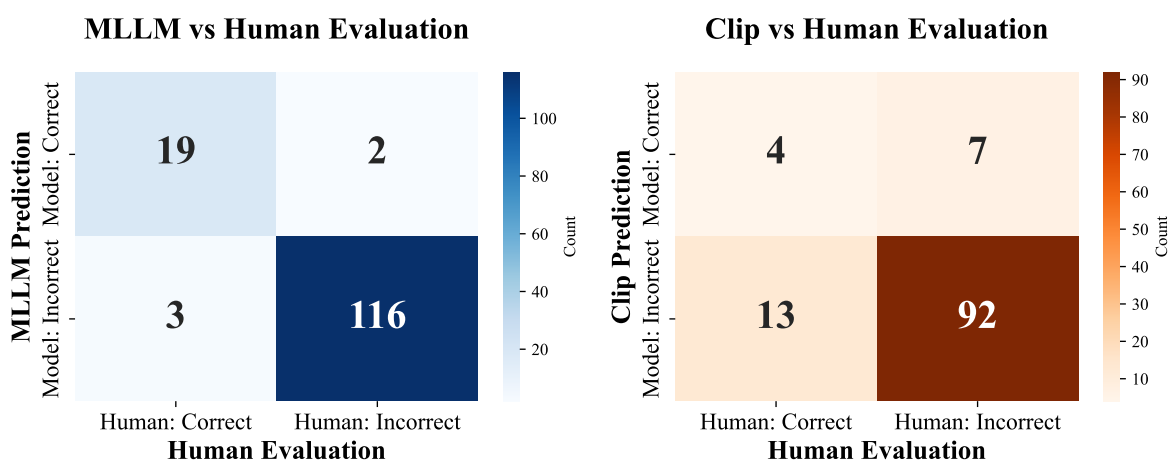 MLLM vs Human Evaluation
MLLM Prediction
Model: Correct
Model: Incorrect
19
2
3
116
Human: Correct
Human: Incorrect
Human Evaluation
100
80
60
40
20
Count
Clip vs Human Evaluation
Clip Prediction
Model: Correct
Model: Incorrect
4
7
13
92
Human: Correct
Human: Incorrect
Human Evaluation
90
80
70
60
50
40
30
20
10
Count